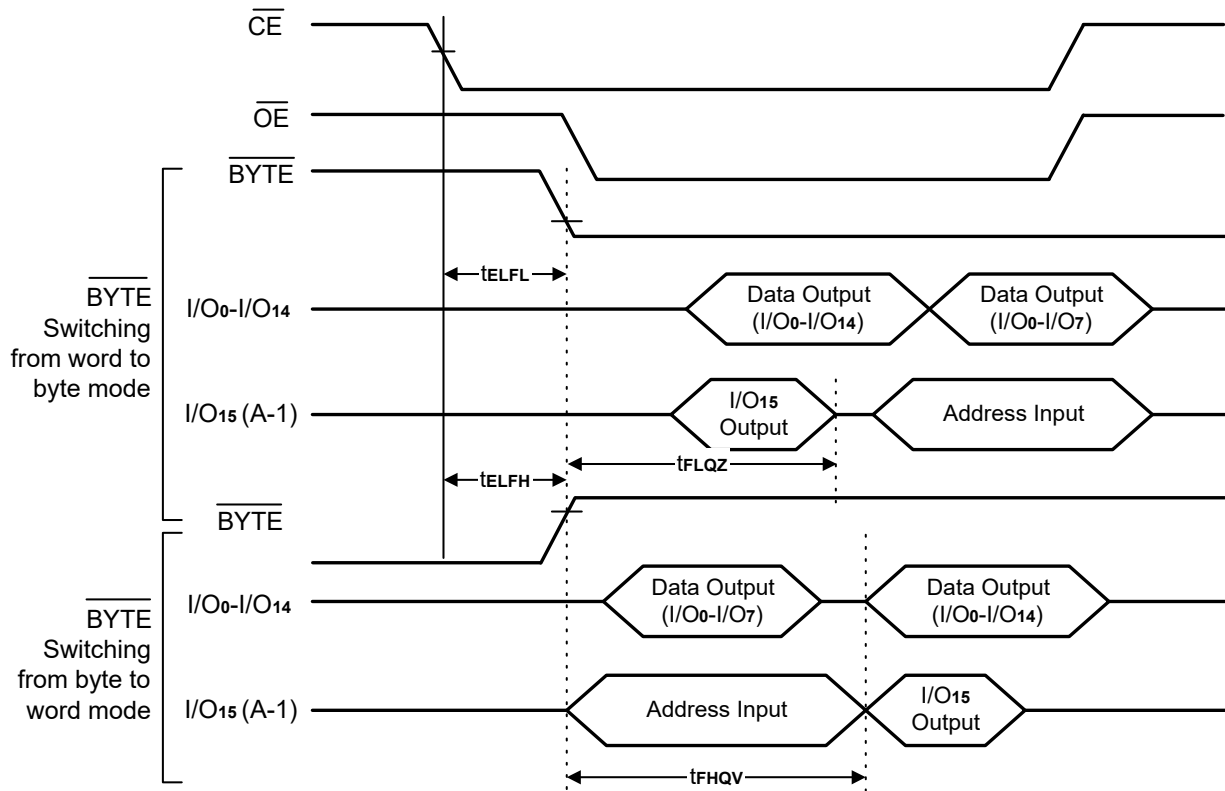 CE
OE
BYTE
tELFL
BYTE
Switching
from word to
byte mode
I/O0-I/O14
Data Output
(I/O0-I/O14)
Data Output
(I/O0-I/O7)
I/O15 (A-1)
I/O15
Output
Address Input
tELFH
tFLQZ
BYTE
BYTE
Switching
from byte to
word mode
I/O0-I/O14
Data Output
(I/O0-I/O7)
Data Output
(I/O0-I/O14)
I/O15 (A-1)
Address Input
I/O15
Output
tFHQV